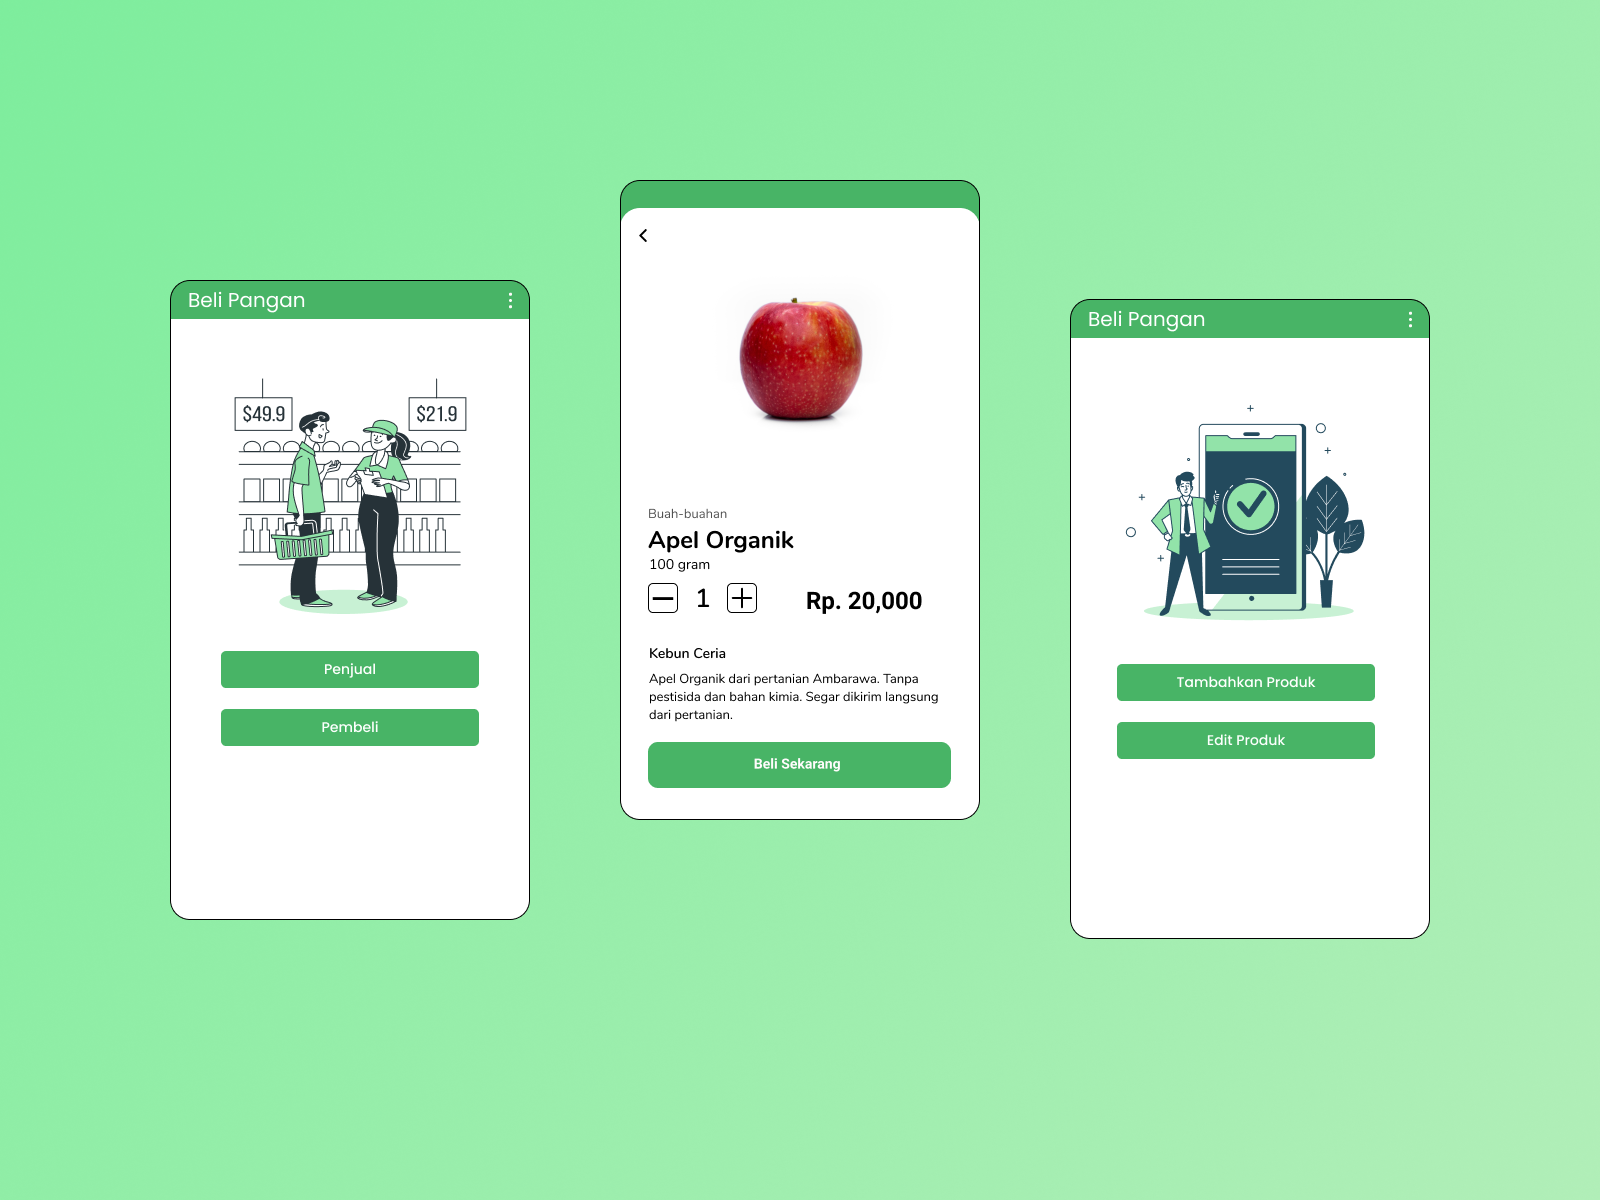 Beli Pangan
$49.9
$21.9
Penjual
Pembeli
Buah-buahan
Apel Organik
100 gram
1
Rp. 20,000
Kebun Ceria
Apel Organik dari pertanian Ambarawa. Tanpa
pestisida dan bahan kimia. Segar dikirim langsung
dari pertanian.
Beli Sekarang
Beli Pangan
Tambahkan Produk
Edit Produk